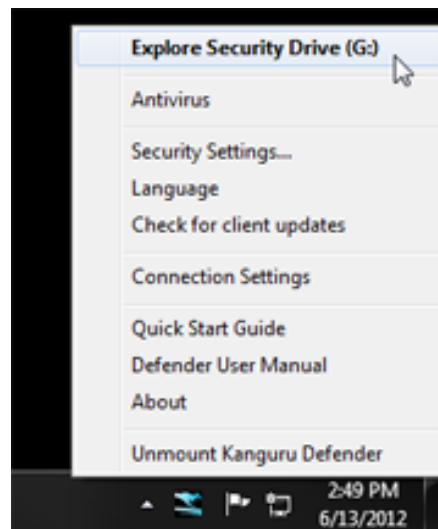 Explore Security Drive (G:)
Antivirus
Security Settings...
Language
Check for client updates
Connection Settings
Quick Start Guide
Defender User Manual
About
Unmount Kanguru Defender
2:49 PM
6/13/2012